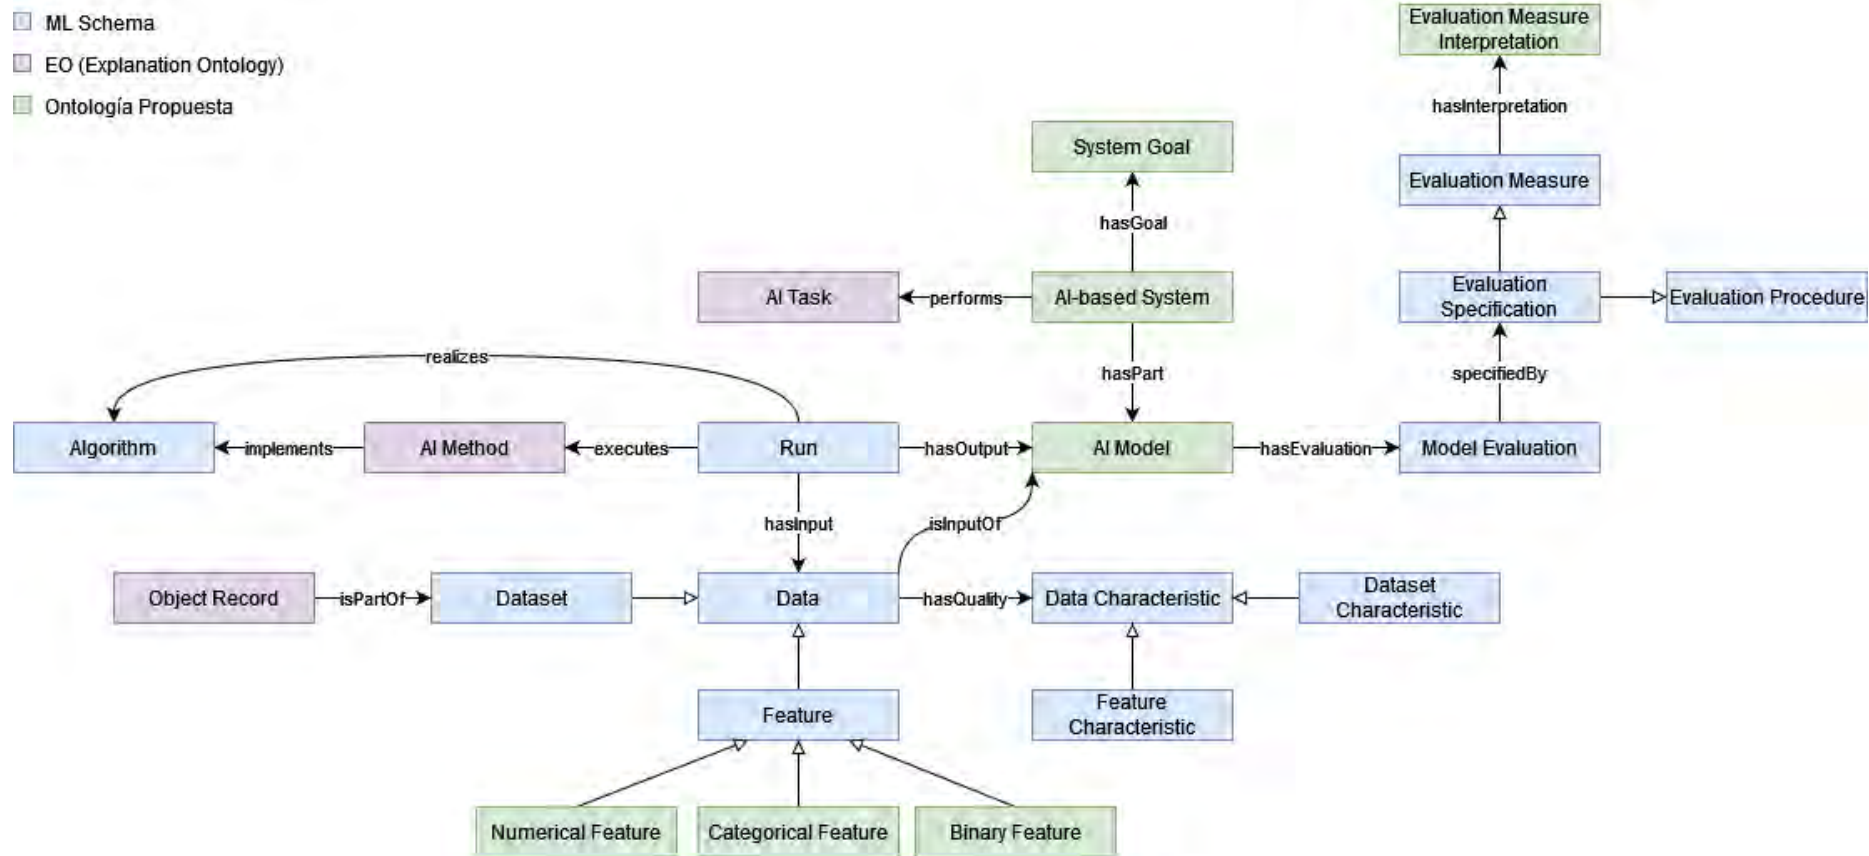 ML Schema
EO (Explanation Ontology)
Ontología Propuesta
Evaluation Measure
Interpretation
hasInterpretation
System Goal
Evaluation Measure
hasGoal
AI Task
performs
AI-based System
Evaluation
Specification
Evaluation Procedure
realizes
hasPart
specifiedBy
Algorithm
implements
AI Method
executes
Run
hasOutput
AI Model
hasEvaluation
Model Evaluation
hasInput
isInputOf
Object Record
isPartOf
Dataset
Data
hasQuality
Data Characteristic
Dataset
Characteristic
Feature
Feature
Characteristic
Numerical Feature
Categorical Feature
Binary Feature